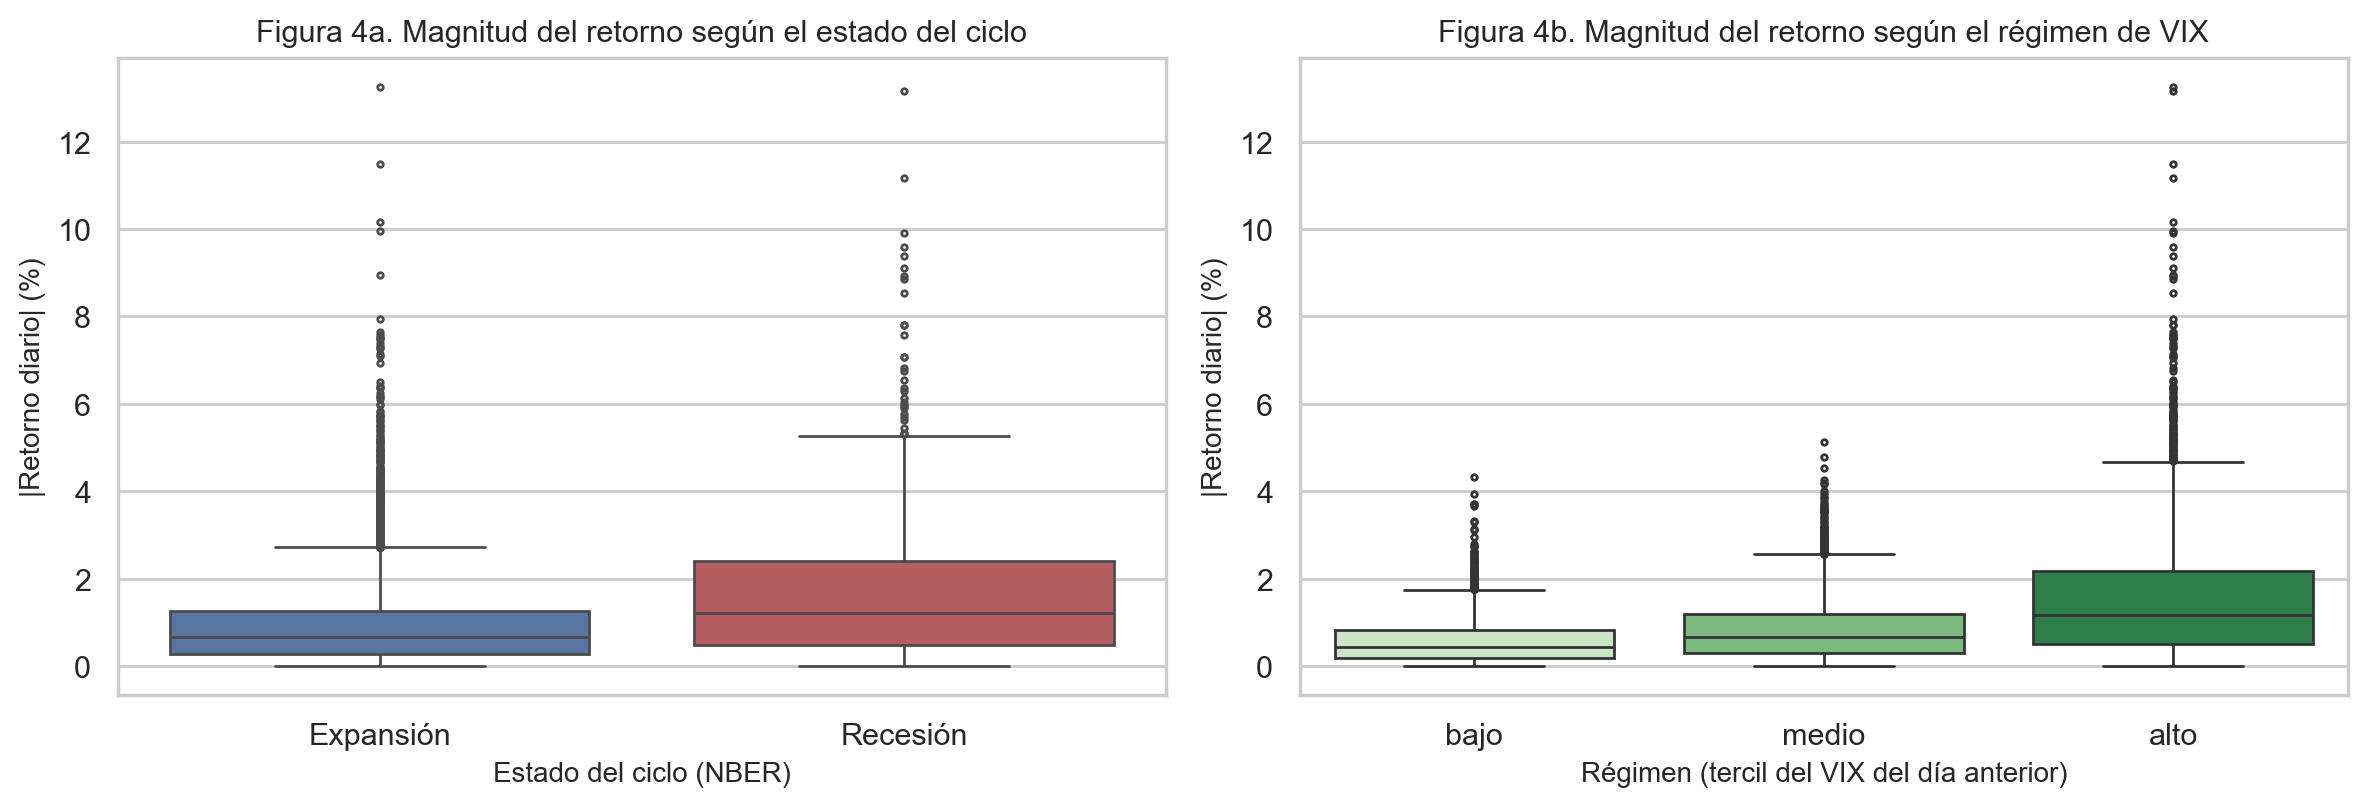 Figura 4a. Magnitud del retorno según el estado del ciclo
|Retorno diario| (%)
12
10
8
6
4
2
0
Expansión
Recesión
Estado del ciclo (NBER)
Figura 4b. Magnitud del retorno según el régimen de VIX
|Retorno diario| (%)
12
10
8
6
4
2
0
bajo
medio
alto
Régimen (tercil del VIX del día anterior)